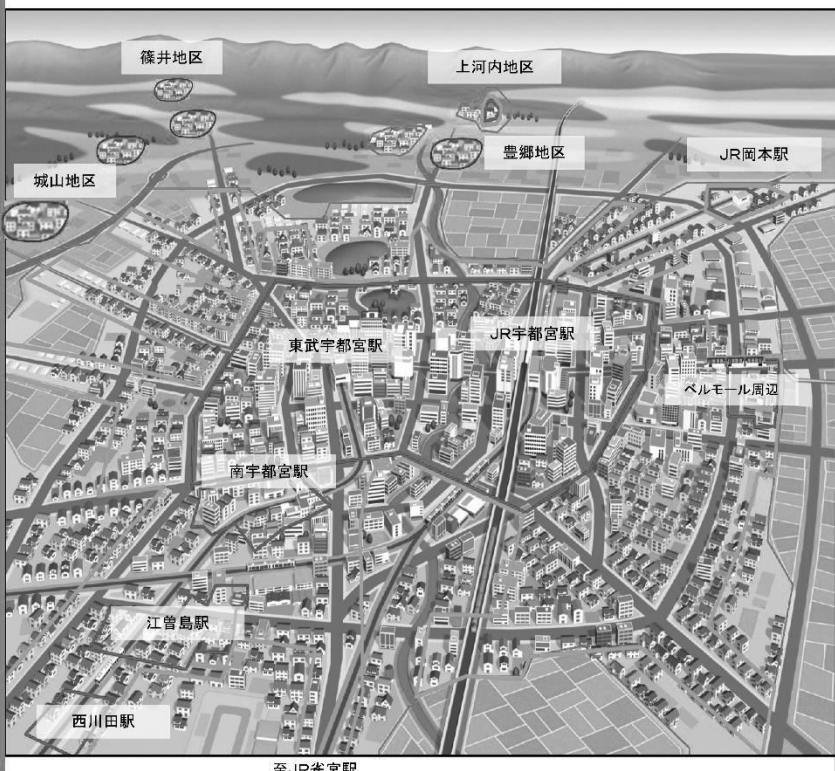 篠井地区
上河内地区
豊郷地区
JR岡本駅
城山地区
東武宇都宮駅
JR宇都宮駅
ベルモール周辺
南宇都宮駅
江曽島駅
西川田駅
至JR雀宮駅